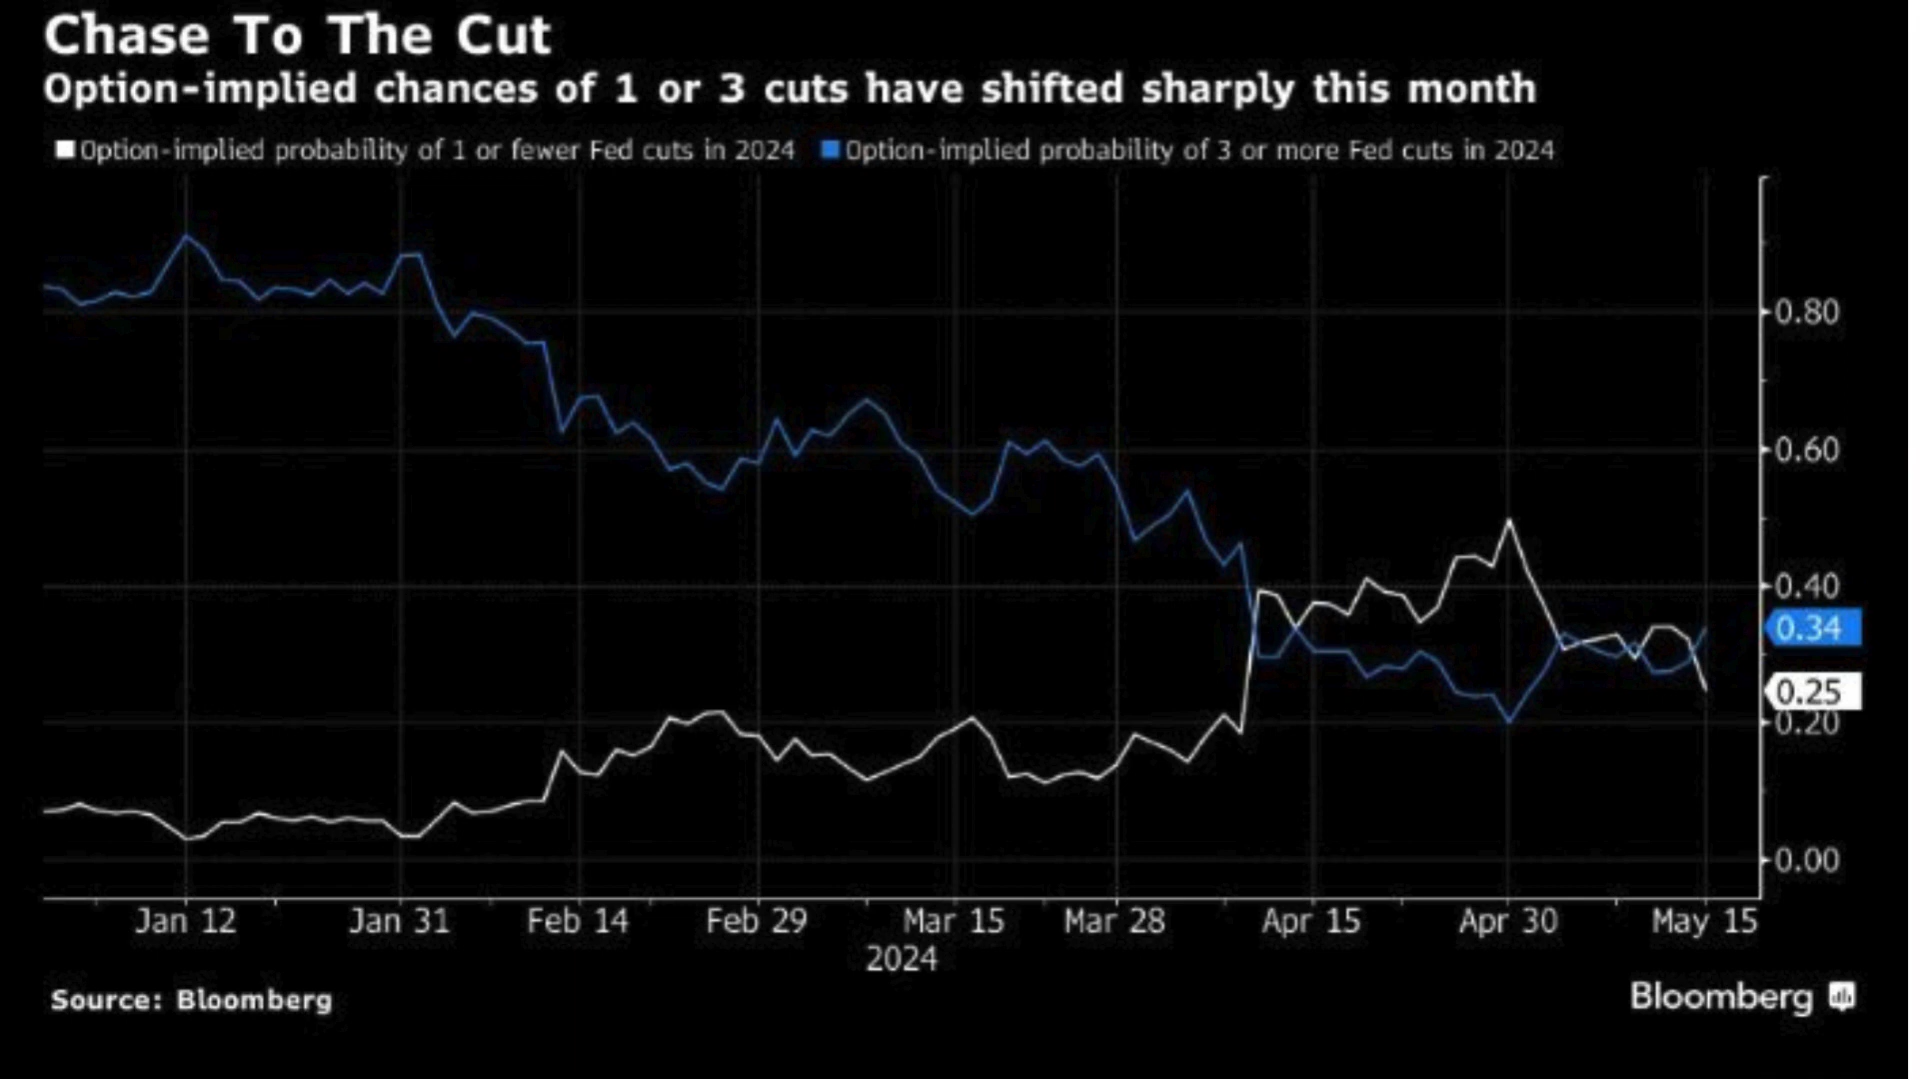 Chase To The Cut
Option-implied chances of 1 or 3 cuts have shifted sharply this month
Option-implied probability of 1 or fewer Fed cuts in 2024 Option-implied probability of 3 or more Fed cuts in 2024
0.80
0.60
0.40
0.34
0.25
0.20
0.00
Jan 12 Jan 31 Feb 14 Feb 29 Mar 15 Mar 28 Apr 15 Apr 30 May 15
2024
Source: Bloomberg
Bloomberg